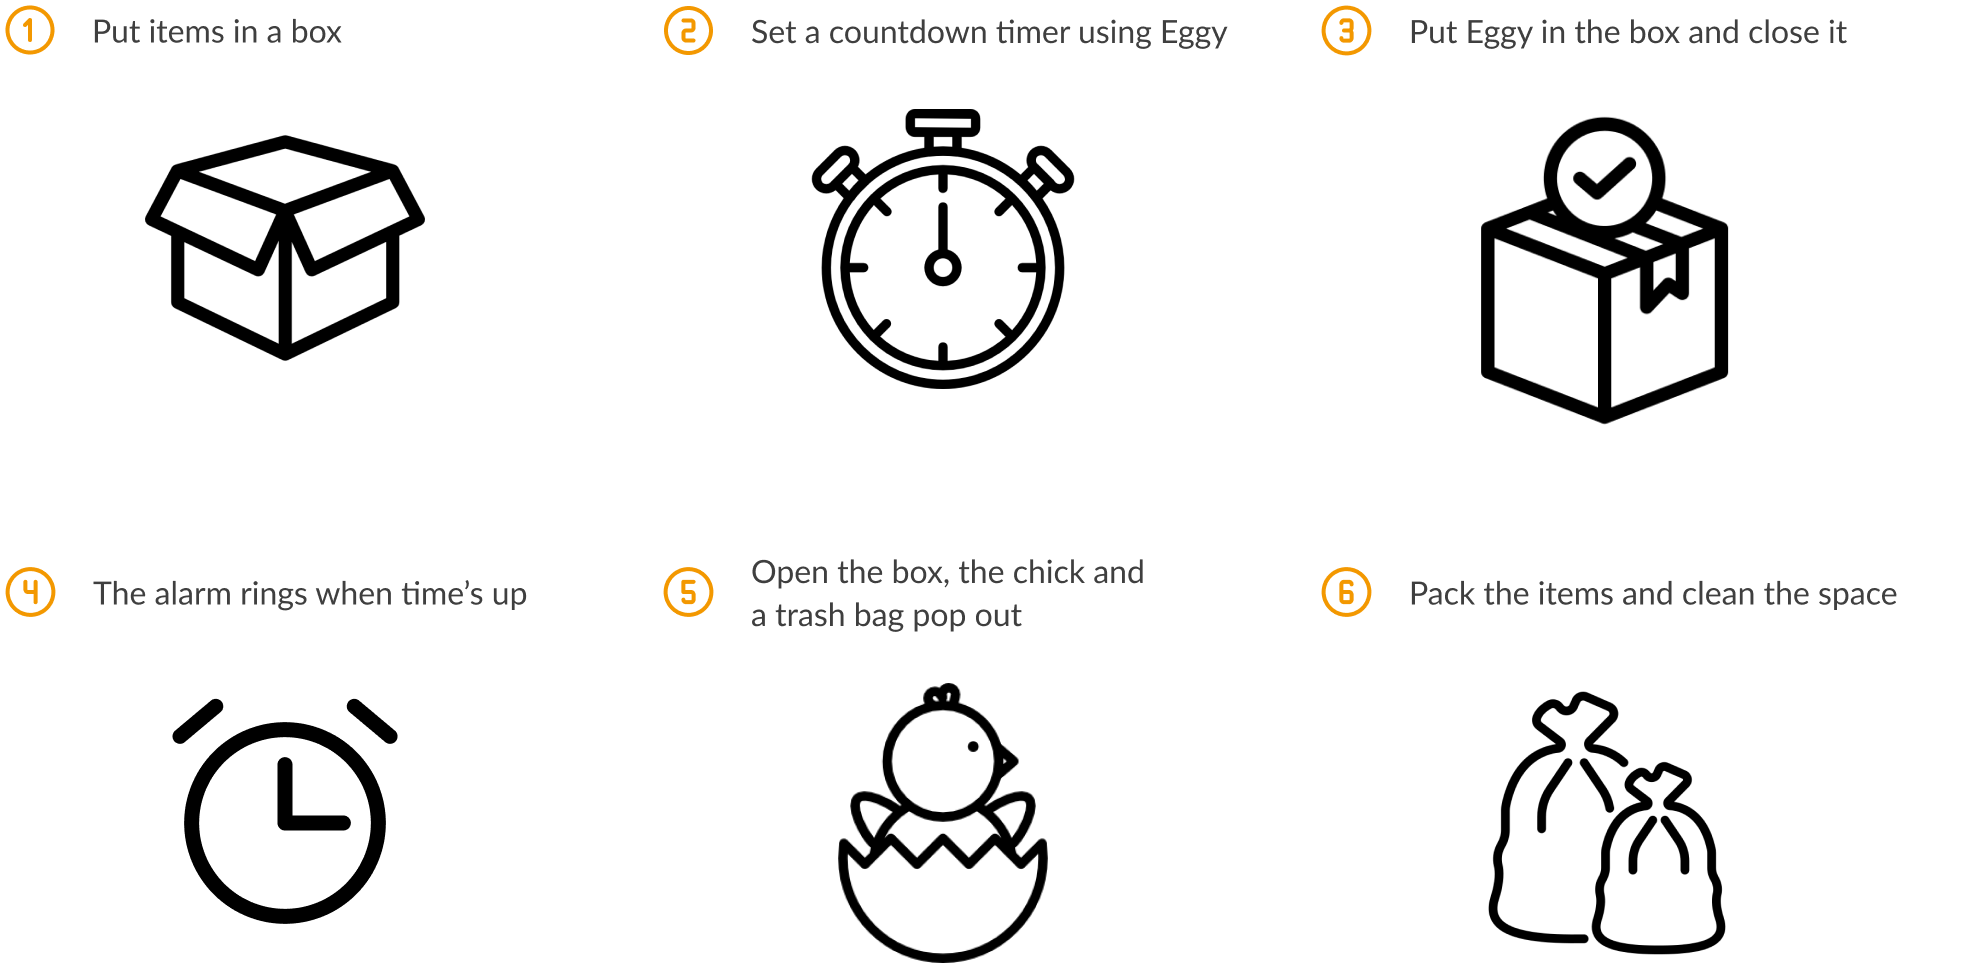 1 Put items in a box
2 Set a countdown timer using Eggy
3 Put Eggy in the box and close it
4 The alarm rings when time’s up
5 Open the box, the chick and
a trash bag pop out
6 Pack the items and clean the space